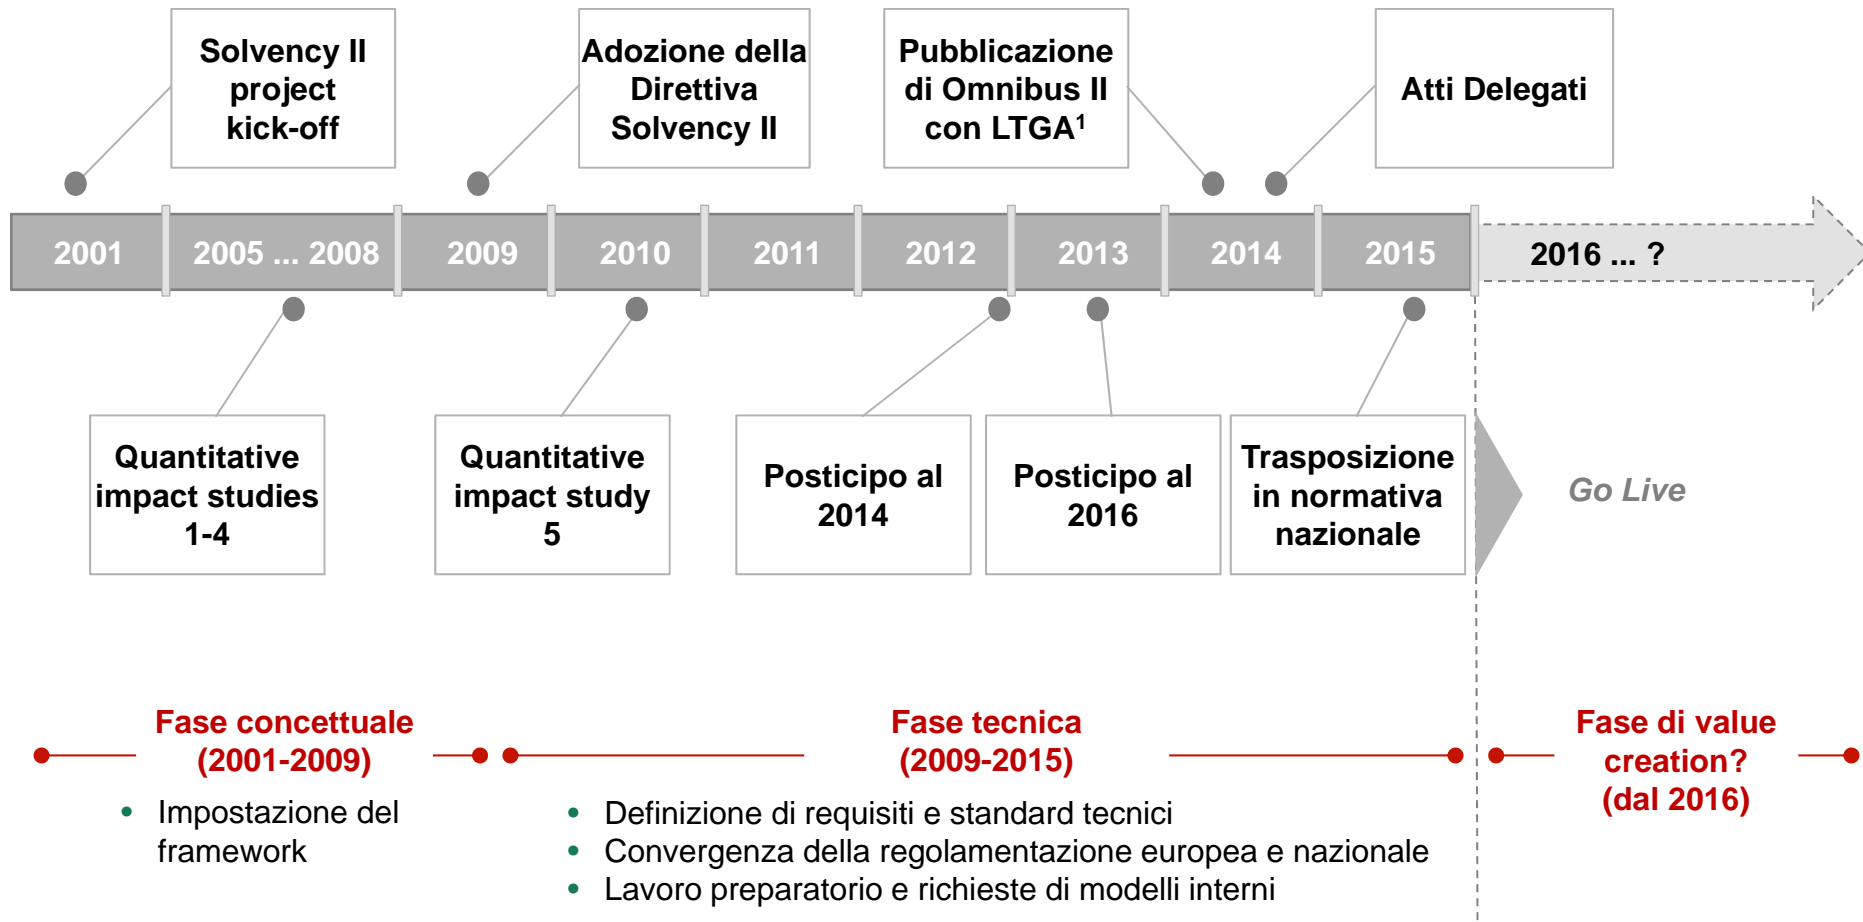 Solvency II
project
kick-off
Adozione della
Direttiva
Solvency II
Pubblicazione
di Omnibus II
con LTGA¹
Atti Delegati
2001
2005 ... 2008
2009
2010
2011
2012
2013
2014
2015
2016 ... ?
Quantitative
impact studies
1-4
Quantitative
impact study
5
Posticipo al
2014
Posticipo al
2016
Trasposizione
in normativa
nazionale
Go Live
Fase concettuale
(2001-2009)
• Impostazione del
framework
Fase tecnica
(2009-2015)
• Definizione di requisiti e standard tecnici
• Convergenza della regolamentazione europea e nazionale
• Lavoro preparatorio e richieste di modelli interni
Fase di value
creation?
(dal 2016)